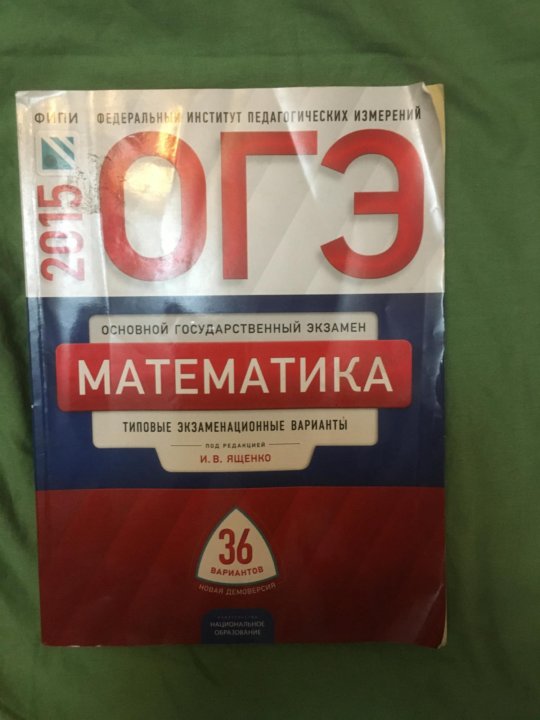 ФИПИ ФЕДЕРАЛЬНЫЙ ИНСТИТУТ ПЕДАГОГИЧЕСКИХ ИЗМЕРЕНИЙ
2015
ОГЭ
ОСНОВНОЙ ГОСУДАРСТВЕННЫЙ ЭКЗАМЕН
МАТЕМАТИКА
ТИПОВЫЕ ЭКЗАМЕНАЦИОННЫЕ ВАРИАНТЫ
ПОД РЕДАКЦИЕЙ
И. В. ЯЩЕНКО
36
ВАРИАНТОВ
НОВАЯ ДЕМОВЕРСИЯ
ИЗДАТЕЛЬСТВО
НАЦИОНАЛЬНОЕ
ОБРАЗОВАНИЕ